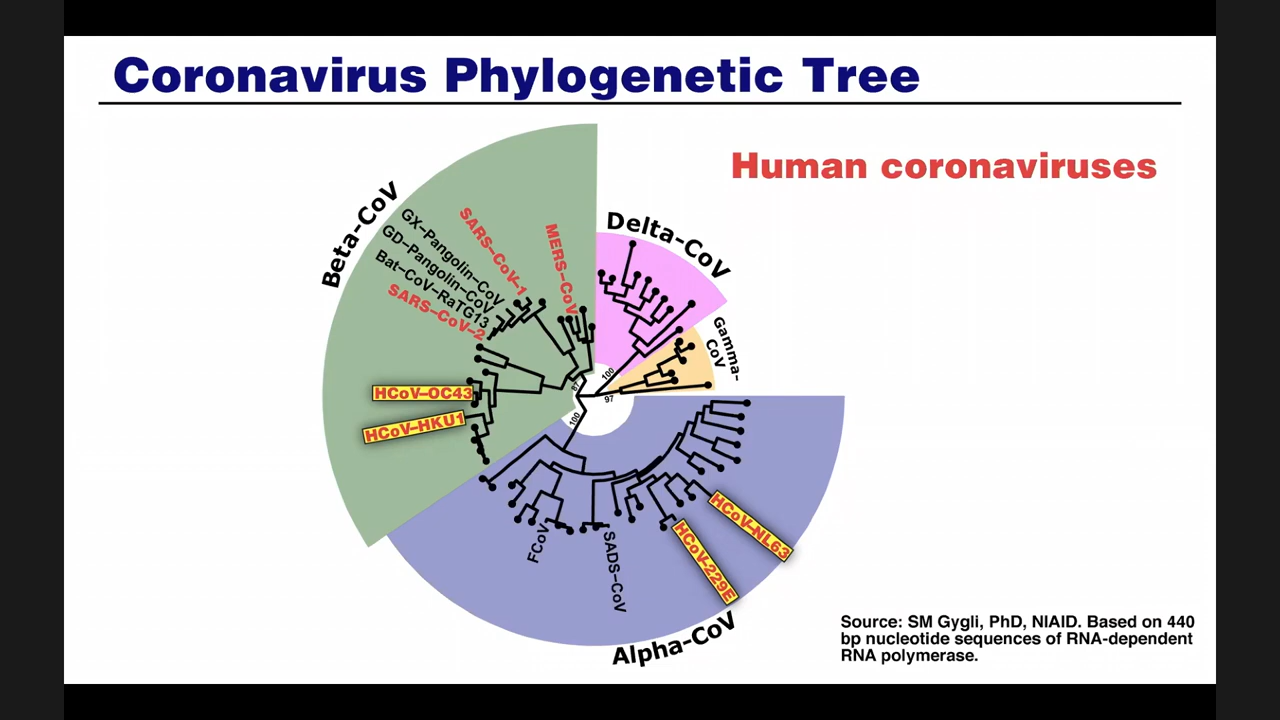 Coronavirus Phylogenetic Tree
Human coronaviruses
Beta-CoV
GX–Pangolin–CoV
GD–Pangolin–CoV
Bat–CoV–RaTG13
SARS–CoV–2
SARS–CoV–1
MERS–CoV
HCoV–OC43
HCoV–HKU1
Delta-CoV
Gamma-
CoV
100
87
97
100
FCoV
SADS–CoV
HCoV–229E
HCoV–NL63
Alpha-CoV
Source: SM Gygli, PhD, NIAID. Based on 440
bp nucleotide sequences of RNA-dependent
RNA polymerase.